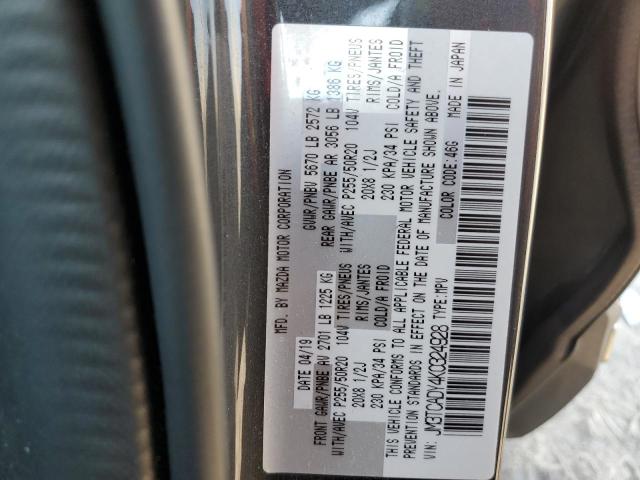 MFD. BY MAZDA MOTOR CORPORATION
DATE 04/19 GVWR/PNBV 5670 LB 2572 KG
FRONT GAWR/PNBE AV 2701 LB 1225 KG REAR GAWR/PNBE AR 3056 LB 1386 KG
WITH/AVEC P255/50R20 104V TIRES/PNEUS WITH/AVEC P255/50R20 104V TIRES/PNEUS
20X8 1/2J RIMS/JANTES 20X8 1/2J RIMS/JANTES
230 KPA/34 PSI COLD/A FROID 230 KPA/34 PSI COLD/A FROID
THIS VEHICLE CONFORMS TO ALL APPLICABLE FEDERAL MOTOR VEHICLE SAFETY AND THEFT
PREVENTION STANDARDS IN EFFECT ON THE DATE OF MANUFACTURE SHOWN ABOVE.
VIN: JM3TCADY4K0324928 TYPE: MPV COLOR CODE: 46G MADE IN JAPAN